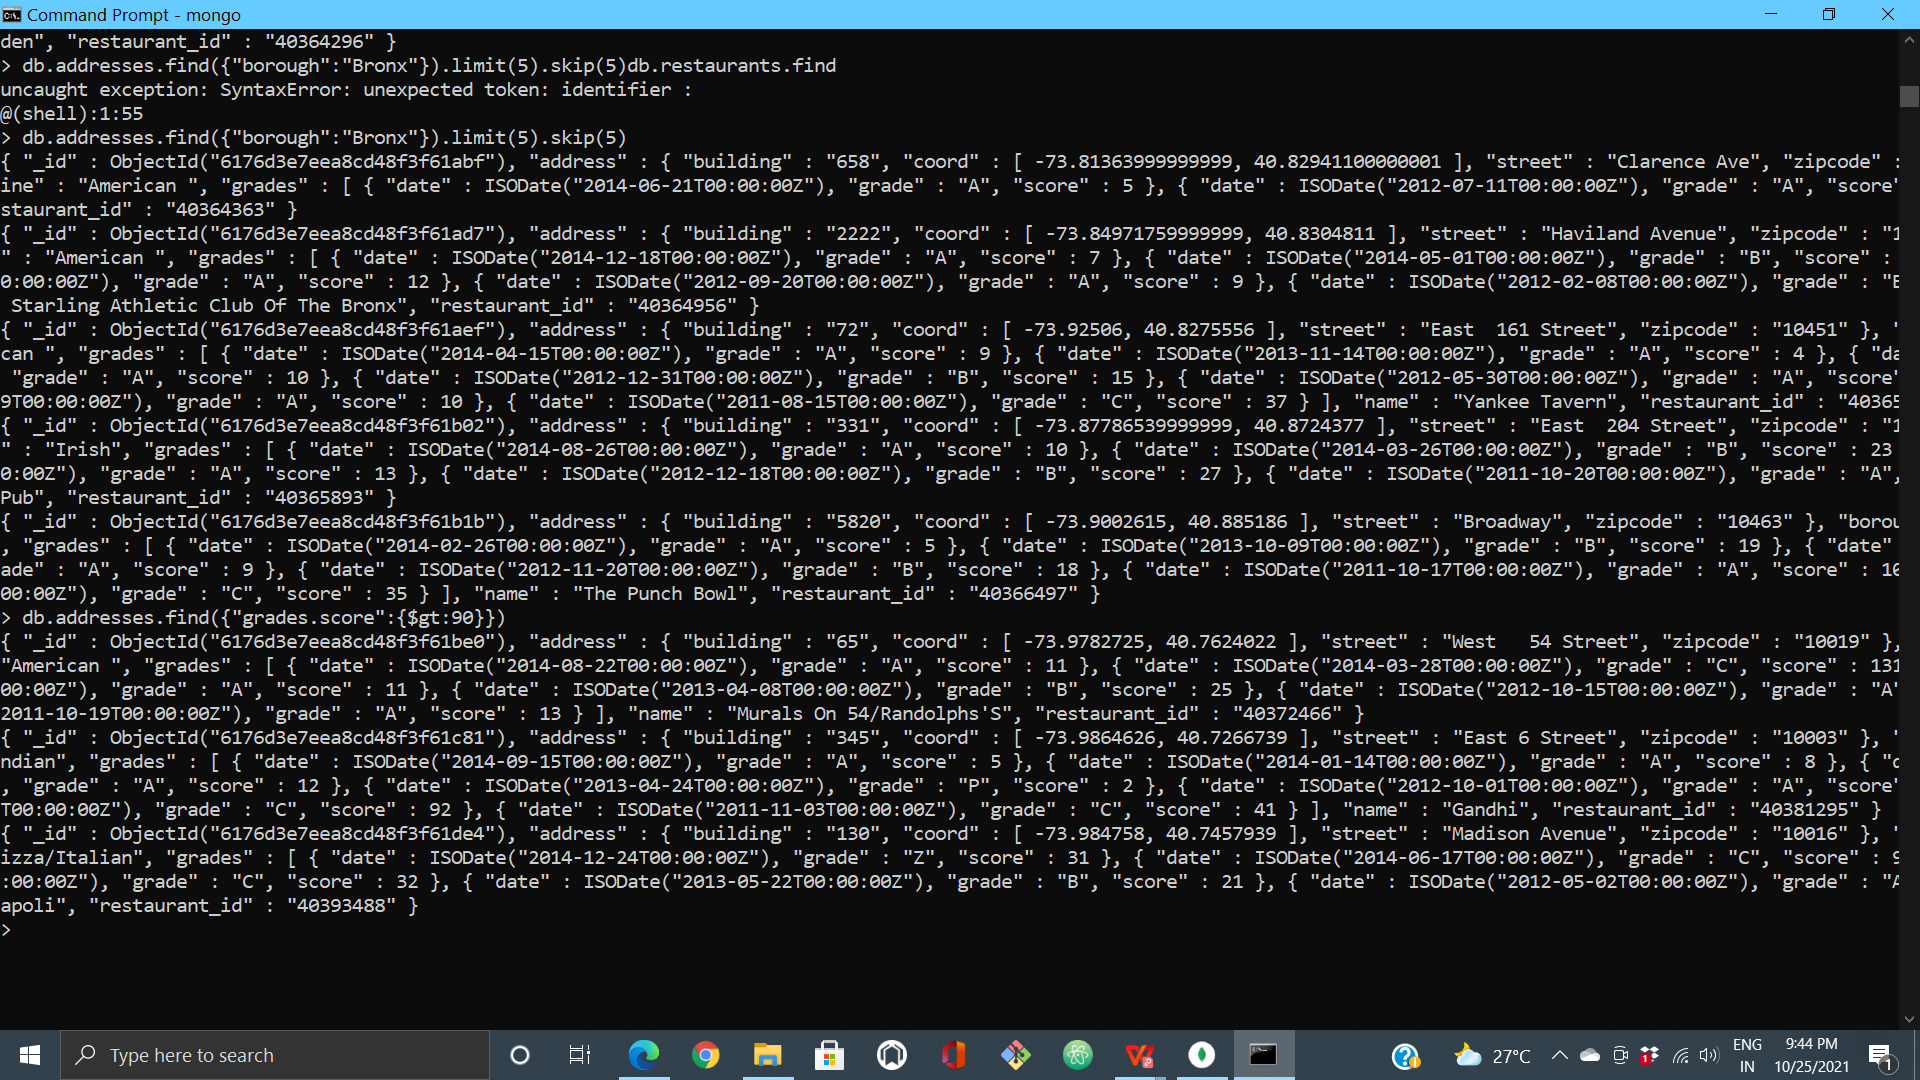 Command Prompt - mongo
den", "restaurant_id" : "40364296" }
> db.addresses.find({"borough":"Bronx"}).limit(5).skip(5)db.restaurants.find
uncaught exception: SyntaxError: unexpected token: identifier :
@(shell):1:55
> db.addresses.find({"borough":"Bronx"}).limit(5).skip(5)
{ "_id" : ObjectId("6176d3e7eea8cd48f3f61abf"), "address" : { "building" : "658", "coord" : [ -73.81363999999999, 40.82941100000001 ], "street" : "Clarence Ave", "zipcode" :
ine" : "American ", "grades" : [ { "date" : ISODate("2014-06-21T00:00:00Z"), "grade" : "A", "score" : 5 }, { "date" : ISODate("2012-07-11T00:00:00Z"), "grade" : "A", "score"
staurant_id" : "40364363" }
{ "_id" : ObjectId("6176d3e7eea8cd48f3f61ad7"), "address" : { "building" : "2222", "coord" : [ -73.84971759999999, 40.8304811 ], "street" : "Haviland Avenue", "zipcode" : "1
" : "American ", "grades" : [ { "date" : ISODate("2014-12-18T00:00:00Z"), "grade" : "A", "score" : 7 }, { "date" : ISODate("2014-05-01T00:00:00Z"), "grade" : "B", "score" :
0:00:00Z"), "grade" : "A", "score" : 12 }, { "date" : ISODate("2012-09-20T00:00:00Z"), "grade" : "A", "score" : 9 }, { "date" : ISODate("2012-02-08T00:00:00Z"), "grade" : "B
Starling Athletic Club Of The Bronx", "restaurant_id" : "40364956" }
{ "_id" : ObjectId("6176d3e7eea8cd48f3f61aef"), "address" : { "building" : "72", "coord" : [ -73.92506, 40.8275556 ], "street" : "East  161 Street", "zipcode" : "10451" }, "
can ", "grades" : [ { "date" : ISODate("2014-04-15T00:00:00Z"), "grade" : "A", "score" : 9 }, { "date" : ISODate("2013-11-14T00:00:00Z"), "grade" : "A", "score" : 4 }, { "da
"grade" : "A", "score" : 10 }, { "date" : ISODate("2012-12-31T00:00:00Z"), "grade" : "B", "score" : 15 }, { "date" : ISODate("2012-05-30T00:00:00Z"), "grade" : "A", "score"
9T00:00:00Z"), "grade" : "A", "score" : 10 }, { "date" : ISODate("2011-08-15T00:00:00Z"), "grade" : "C", "score" : 37 } ], "name" : "Yankee Tavern", "restaurant_id" : "40365
{ "_id" : ObjectId("6176d3e7eea8cd48f3f61b02"), "address" : { "building" : "331", "coord" : [ -73.87786539999999, 40.8724377 ], "street" : "East  204 Street", "zipcode" : "1
" : "Irish", "grades" : [ { "date" : ISODate("2014-08-26T00:00:00Z"), "grade" : "A", "score" : 10 }, { "date" : ISODate("2014-03-26T00:00:00Z"), "grade" : "B", "score" : 23
0:00Z"), "grade" : "A", "score" : 13 }, { "date" : ISODate("2012-12-18T00:00:00Z"), "grade" : "B", "score" : 27 }, { "date" : ISODate("2011-10-20T00:00:00Z"), "grade" : "A",
Pub", "restaurant_id" : "40365893" }
{ "_id" : ObjectId("6176d3e7eea8cd48f3f61b1b"), "address" : { "building" : "5820", "coord" : [ -73.9002615, 40.885186 ], "street" : "Broadway", "zipcode" : "10463" }, "borou
, "grades" : [ { "date" : ISODate("2014-02-26T00:00:00Z"), "grade" : "A", "score" : 5 }, { "date" : ISODate("2013-10-09T00:00:00Z"), "grade" : "B", "score" : 19 }, { "date"
ade" : "A", "score" : 9 }, { "date" : ISODate("2012-11-20T00:00:00Z"), "grade" : "B", "score" : 18 }, { "date" : ISODate("2011-10-17T00:00:00Z"), "grade" : "A", "score" : 10
00:00Z"), "grade" : "C", "score" : 35 } ], "name" : "The Punch Bowl", "restaurant_id" : "40366497" }
> db.addresses.find({"grades.score":{$gt:90}})
{ "_id" : ObjectId("6176d3e7eea8cd48f3f61be0"), "address" : { "building" : "65", "coord" : [ -73.9782725, 40.7624022 ], "street" : "West   54 Street", "zipcode" : "10019" },
"American ", "grades" : [ { "date" : ISODate("2014-08-22T00:00:00Z"), "grade" : "A", "score" : 11 }, { "date" : ISODate("2014-03-28T00:00:00Z"), "grade" : "C", "score" : 131
00:00Z"), "grade" : "A", "score" : 11 }, { "date" : ISODate("2013-04-08T00:00:00Z"), "grade" : "B", "score" : 25 }, { "date" : ISODate("2012-10-15T00:00:00Z"), "grade" : "A"
2011-10-19T00:00:00Z"), "grade" : "A", "score" : 13 } ], "name" : "Murals On 54/Randolphs'S", "restaurant_id" : "40372466" }
{ "_id" : ObjectId("6176d3e7eea8cd48f3f61c81"), "address" : { "building" : "345", "coord" : [ -73.9864626, 40.7266739 ], "street" : "East 6 Street", "zipcode" : "10003" }, "
ndian", "grades" : [ { "date" : ISODate("2014-09-15T00:00:00Z"), "grade" : "A", "score" : 5 }, { "date" : ISODate("2014-01-14T00:00:00Z"), "grade" : "A", "score" : 8 }, { "d
, "grade" : "A", "score" : 12 }, { "date" : ISODate("2013-04-24T00:00:00Z"), "grade" : "P", "score" : 2 }, { "date" : ISODate("2012-10-01T00:00:00Z"), "grade" : "A", "score"
T00:00:00Z"), "grade" : "C", "score" : 92 }, { "date" : ISODate("2011-11-03T00:00:00Z"), "grade" : "C", "score" : 41 } ], "name" : "Gandhi", "restaurant_id" : "40381295" }
{ "_id" : ObjectId("6176d3e7eea8cd48f3f61de4"), "address" : { "building" : "130", "coord" : [ -73.984758, 40.7457939 ], "street" : "Madison Avenue", "zipcode" : "10016" }, "
izza/Italian", "grades" : [ { "date" : ISODate("2014-12-24T00:00:00Z"), "grade" : "Z", "score" : 31 }, { "date" : ISODate("2014-06-17T00:00:00Z"), "grade" : "C", "score" : 9
:00:00Z"), "grade" : "C", "score" : 32 }, { "date" : ISODate("2013-05-22T00:00:00Z"), "grade" : "B", "score" : 21 }, { "date" : ISODate("2012-05-02T00:00:00Z"), "grade" : "A
apoli", "restaurant_id" : "40393488" }
>
Type here to search
27°C
ENG
IN
9:44 PM
10/25/2021
1